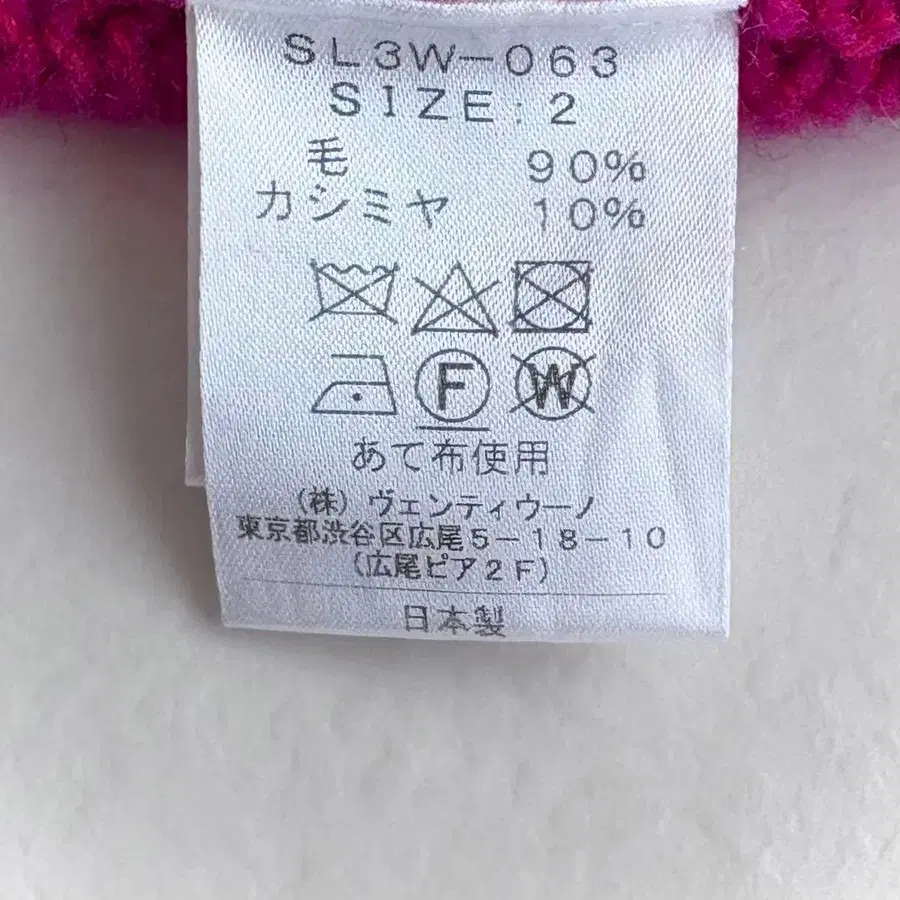 SL3W-063
SIZE:2
毛 90%
カシミヤ 10%
F W
あて布使用
(株)ヴェンティウーノ
東京都渋谷区広尾5-18-10
(広尾ピア2F)
日本製